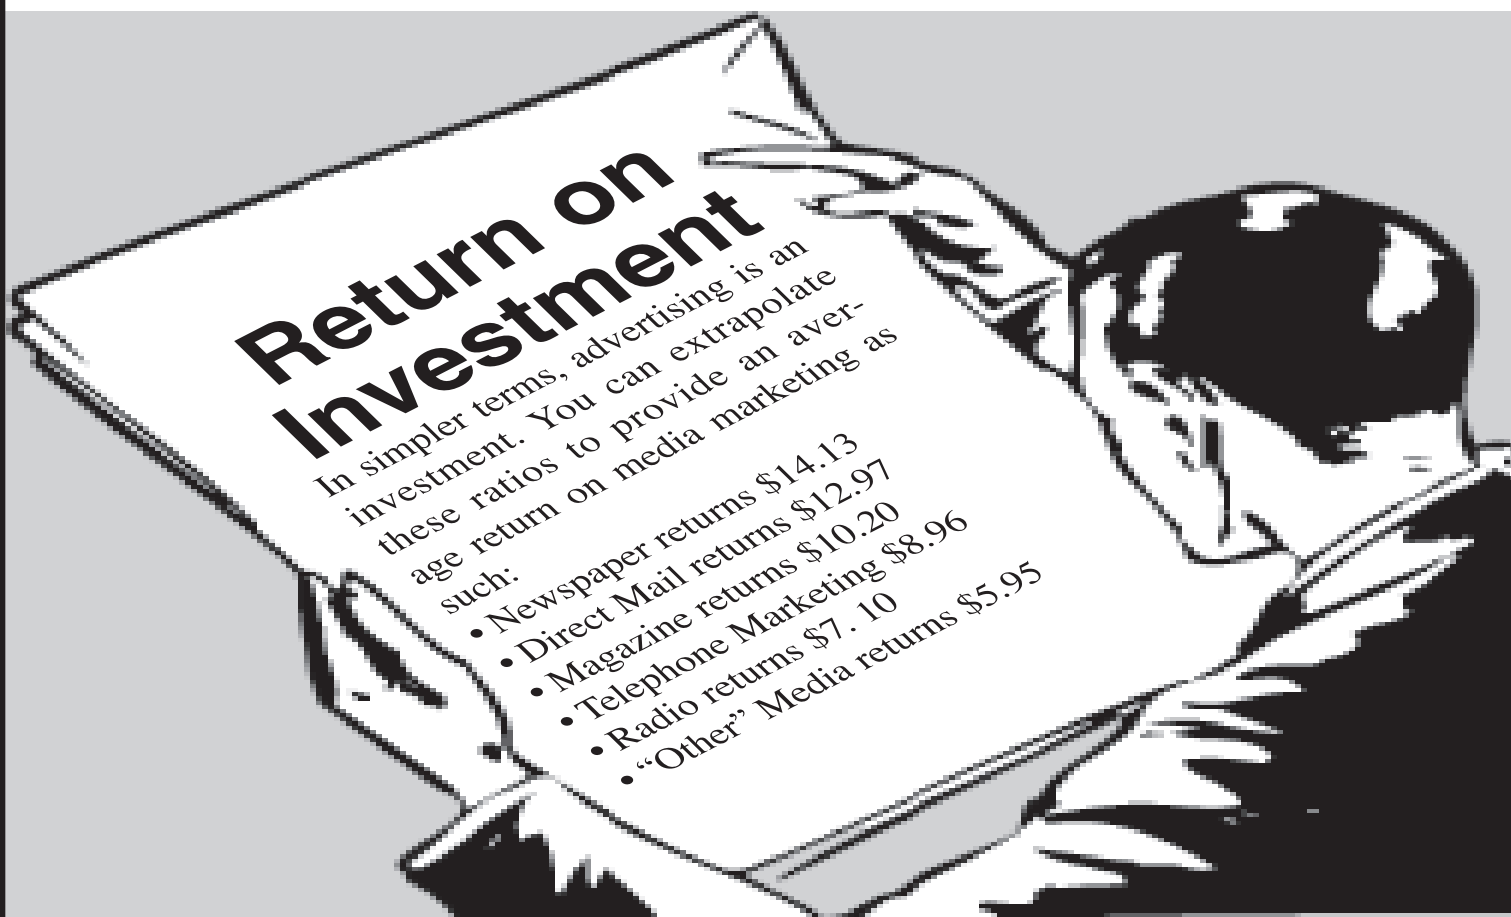 Return on
Investment
In simpler terms, advertising is an
investment. You can extrapolate
these ratios to provide an aver-
age return on media marketing as
such:
• Newspaper returns $14.13
• Direct Mail returns $12.97
• Magazine returns $10.20
• Telephone Marketing $8.96
• Radio returns $7. 10
• “Other” Media returns $5.95